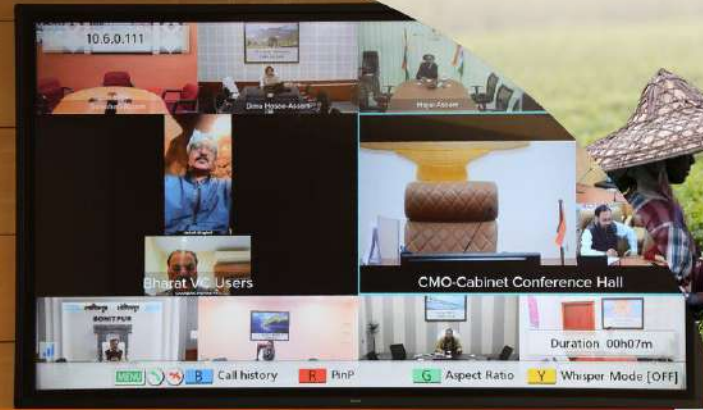 10.6.0.111
Dima Hasao-Assam
Majuli-Assam
Bharat VC Users
CMO-Cabinet Conference Hall
SONITPUR
Duration 00h07m
MENU B Call history R PinP G Aspect Ratio Y Whisper Mode [OFF]